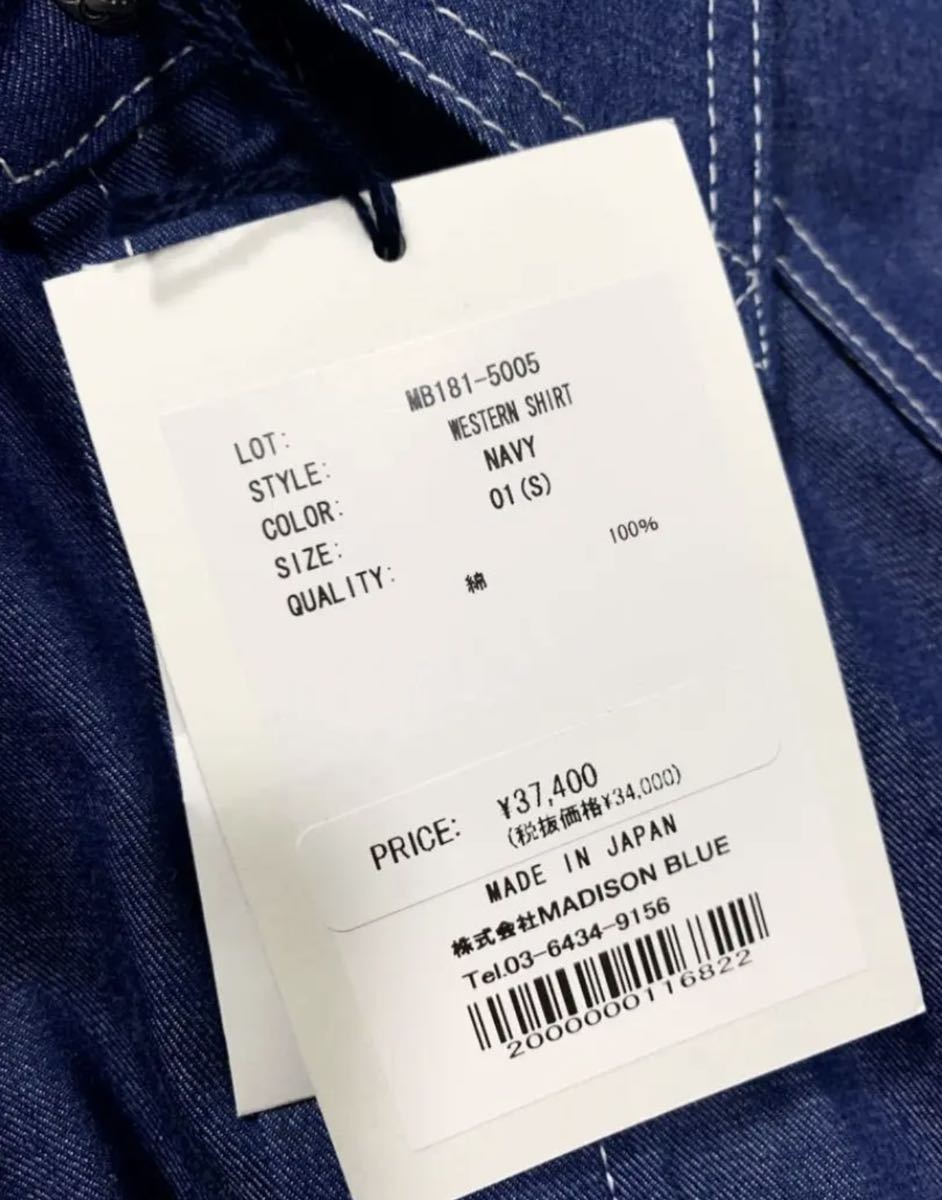 LOT: MB181-5005
STYLE: WESTERN SHIRT
COLOR: NAVY
SIZE: 01(S)
QUALITY: 綿 100%
PRICE: ¥37,400
(税抜価格¥34,000)
MADE IN JAPAN
株式会社MADISON BLUE
Tel.03-6434-9156
2000000116822